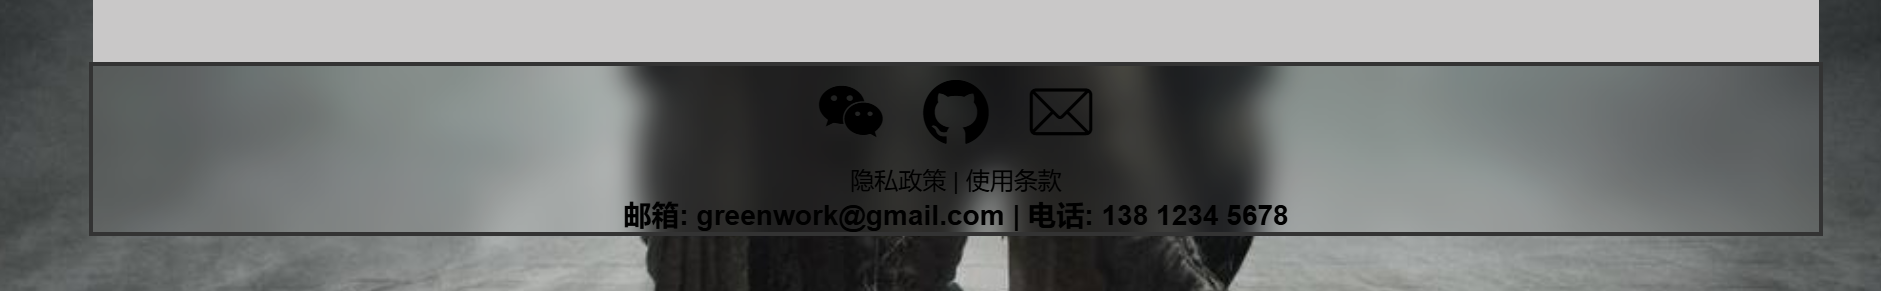 隐私政策 | 使用条款
邮箱: greenwork@gmail.com | 电话: 138 1234 5678